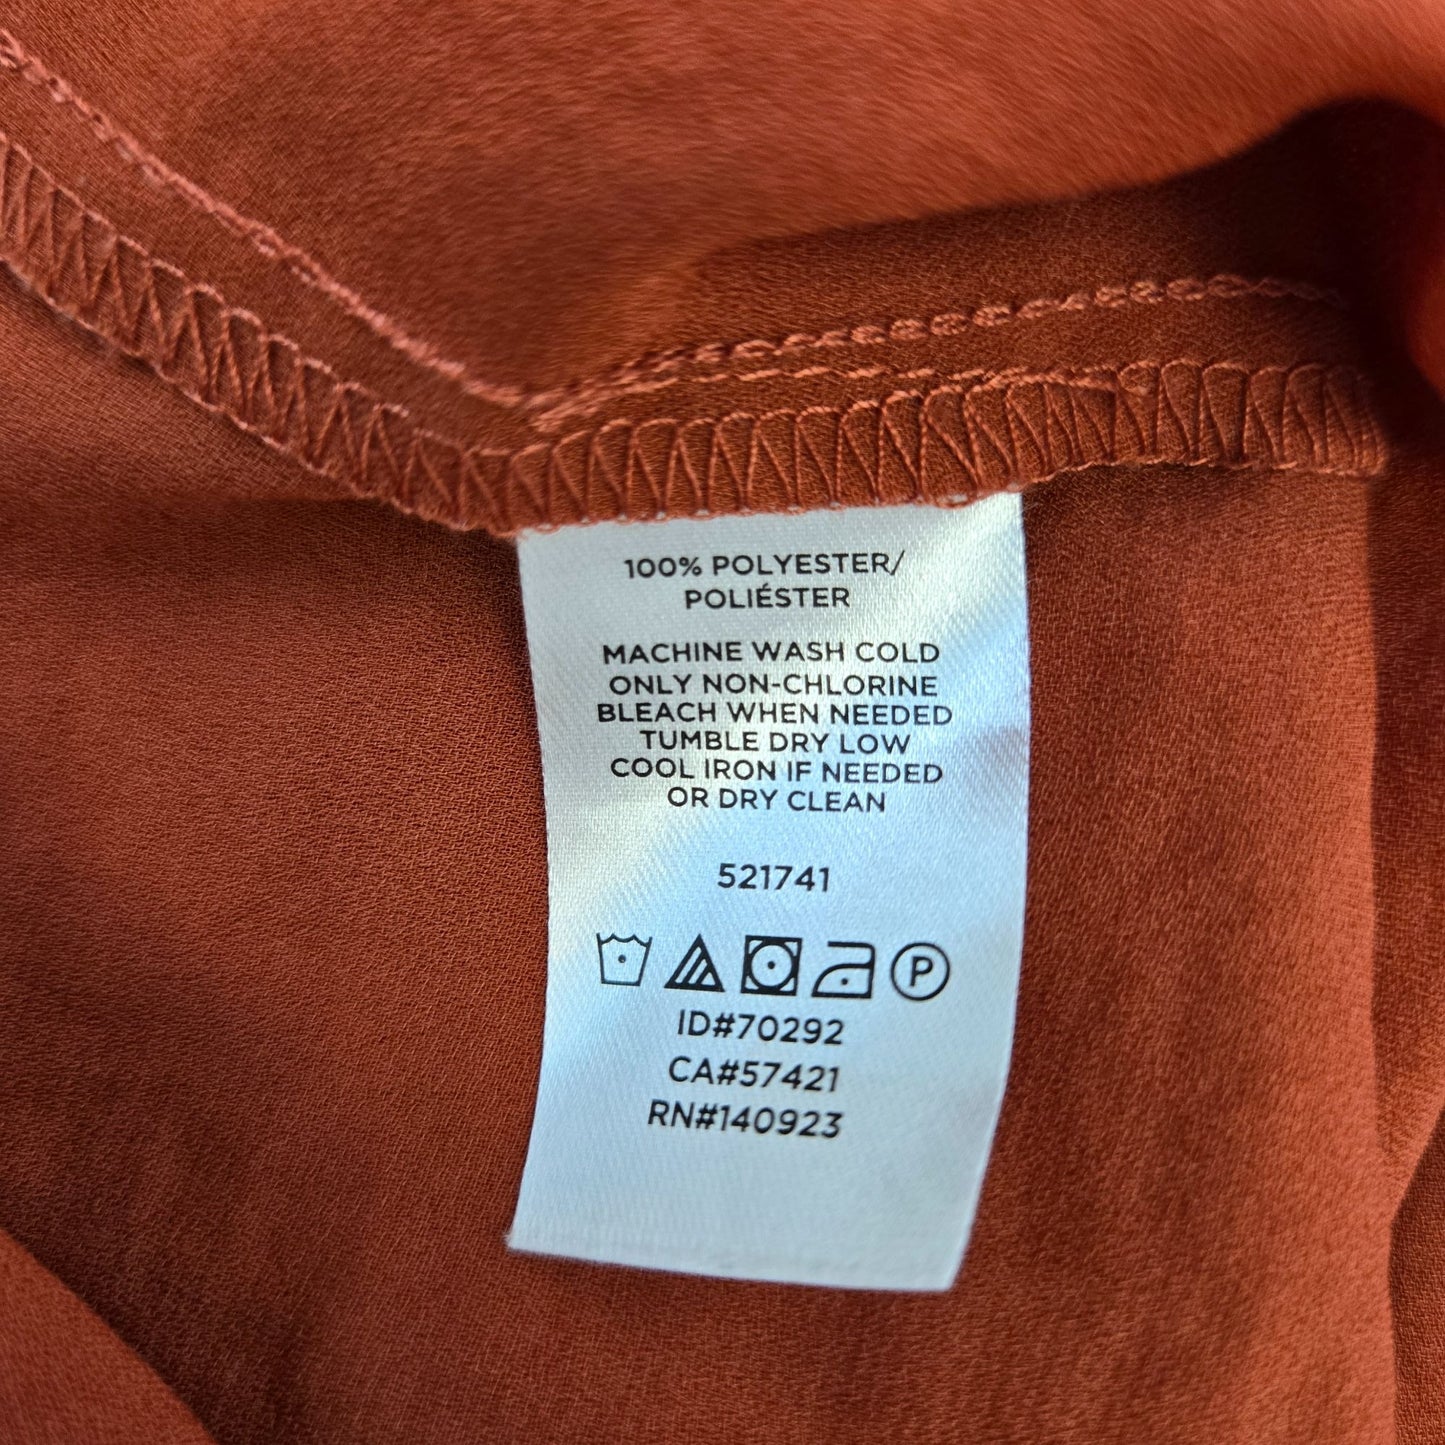 100% POLYESTER/
POLIÉSTER
MACHINE WASH COLD
ONLY NON-CHLORINE
BLEACH WHEN NEEDED
TUMBLE DRY LOW
COOL IRON IF NEEDED
OR DRY CLEAN
521741
P
ID#70292
CA#57421
RN#140923